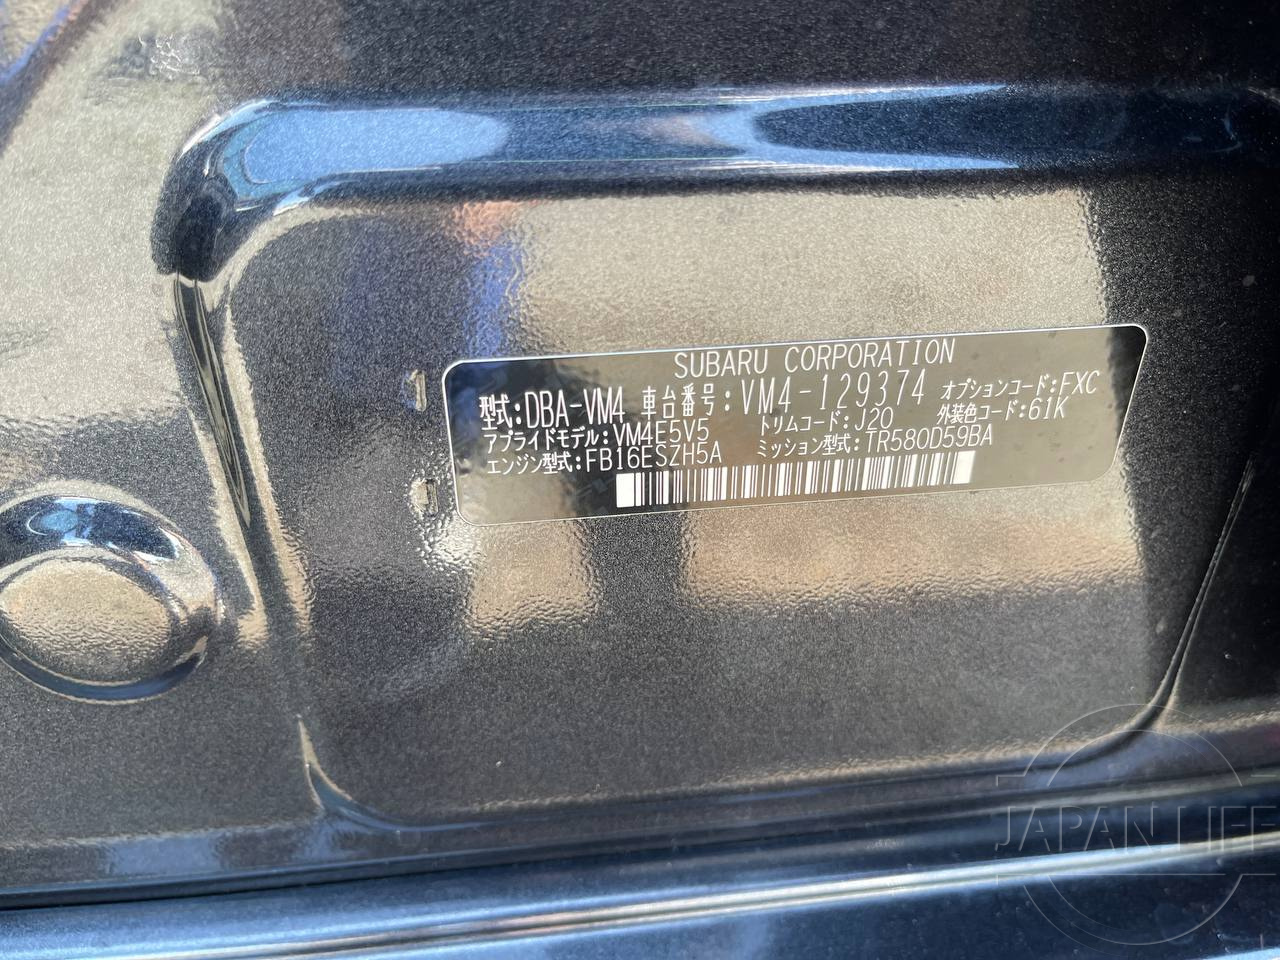 SUBARU CORPORATION
型式:DBA-VM4 車台番号:VM4-129374 オプションコード:FXC
アプライドモデル:VM4E5V5 トリムコード:J20 外装色コード:61K
エンジン型式:FB16ESZH5A ミッション型式:TR580D59BA
JAPAN LIFE